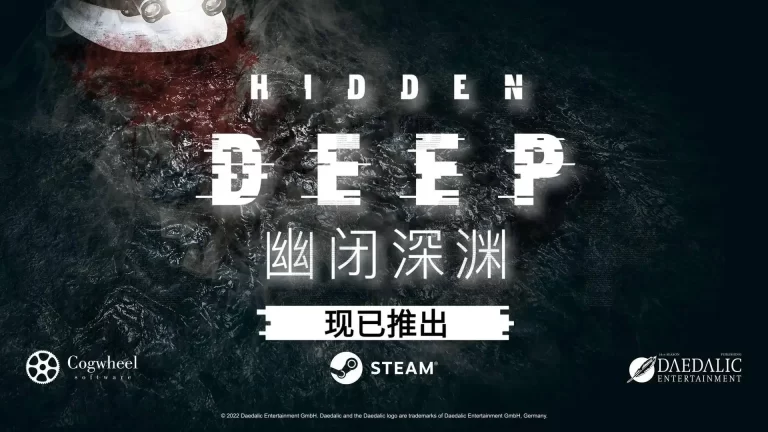 HIDDEN
DEEP
幽闭深渊
现已推出
Cogwheel
software
STEAM®
DAEDALIC
ENTERTAINMENT
© 2022 Daedalic Entertainment GmbH. Daedalic and the Daedalic logo are trademarks of Daedalic Entertainment GmbH, Germany.